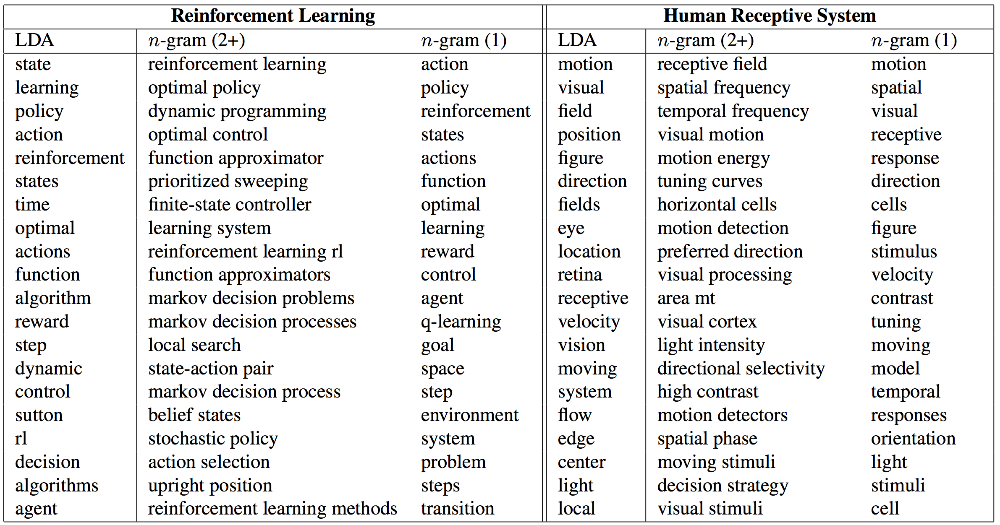 Reinforcement Learning Human Receptive System
LDA n-gram (2+) n-gram (1) LDA n-gram (2+) n-gram (1)
state reinforcement learning action motion receptive field motion
learning optimal policy policy visual spatial frequency spatial
policy dynamic programming reinforcement field temporal frequency visual
action optimal control states position visual motion receptive
reinforcement function approximator actions figure motion energy response
states prioritized sweeping function direction tuning curves direction
time finite-state controller optimal fields horizontal cells cells
optimal learning system learning eye motion detection figure
actions reinforcement learning rl reward location preferred direction stimulus
function function approximators control retina visual processing velocity
algorithm markov decision problems agent receptive area mt contrast
reward markov decision processes q-learning velocity visual cortex tuning
step local search goal vision light intensity moving
dynamic state-action pair space moving directional selectivity model
control markov decision process step system high contrast temporal
sutton belief states environment flow motion detectors responses
rl stochastic policy system edge spatial phase orientation
decision action selection problem center moving stimuli light
algorithms upright position steps light decision strategy stimuli
agent reinforcement learning methods transition local visual stimuli cell